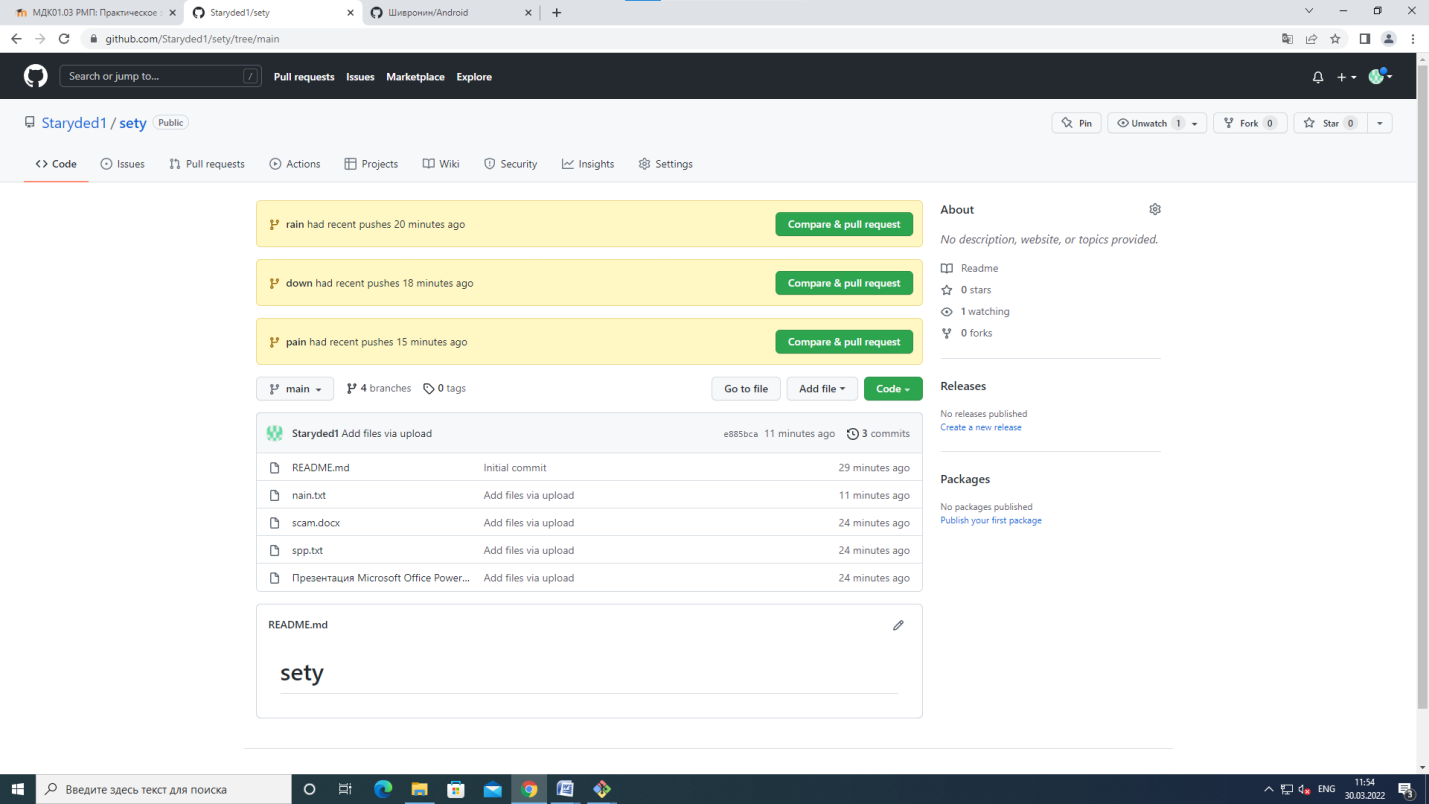 МДК01.03 РМП: Практическое
Staryded1/sety
Шивронин/Android
github.com/Staryded1/sety/tree/main
Search or jump to...
/
Pull requests
Issues
Marketplace
Explore
Staryded1 / sety
Public
Pin
Unwatch 1
Fork 0
Star 0
Code
Issues
Pull requests
Actions
Projects
Wiki
Security
Insights
Settings
rain had recent pushes 20 minutes ago
Compare & pull request
down had recent pushes 18 minutes ago
Compare & pull request
pain had recent pushes 15 minutes ago
Compare & pull request
main
4 branches
0 tags
Go to file
Add file
Code
Staryded1 Add files via upload
e885bca 11 minutes ago
3 commits
README.md
Initial commit
29 minutes ago
nain.txt
Add files via upload
11 minutes ago
scam.docx
Add files via upload
24 minutes ago
spp.txt
Add files via upload
24 minutes ago
Презентация Microsoft Office Power...
Add files via upload
24 minutes ago
README.md
sety
About
No description, website, or topics provided.
Readme
0 stars
1 watching
0 forks
Releases
No releases published
Create a new release
Packages
No packages published
Publish your first package
Введите здесь текст для поиска
ENG
11:54
30.03.2022
3